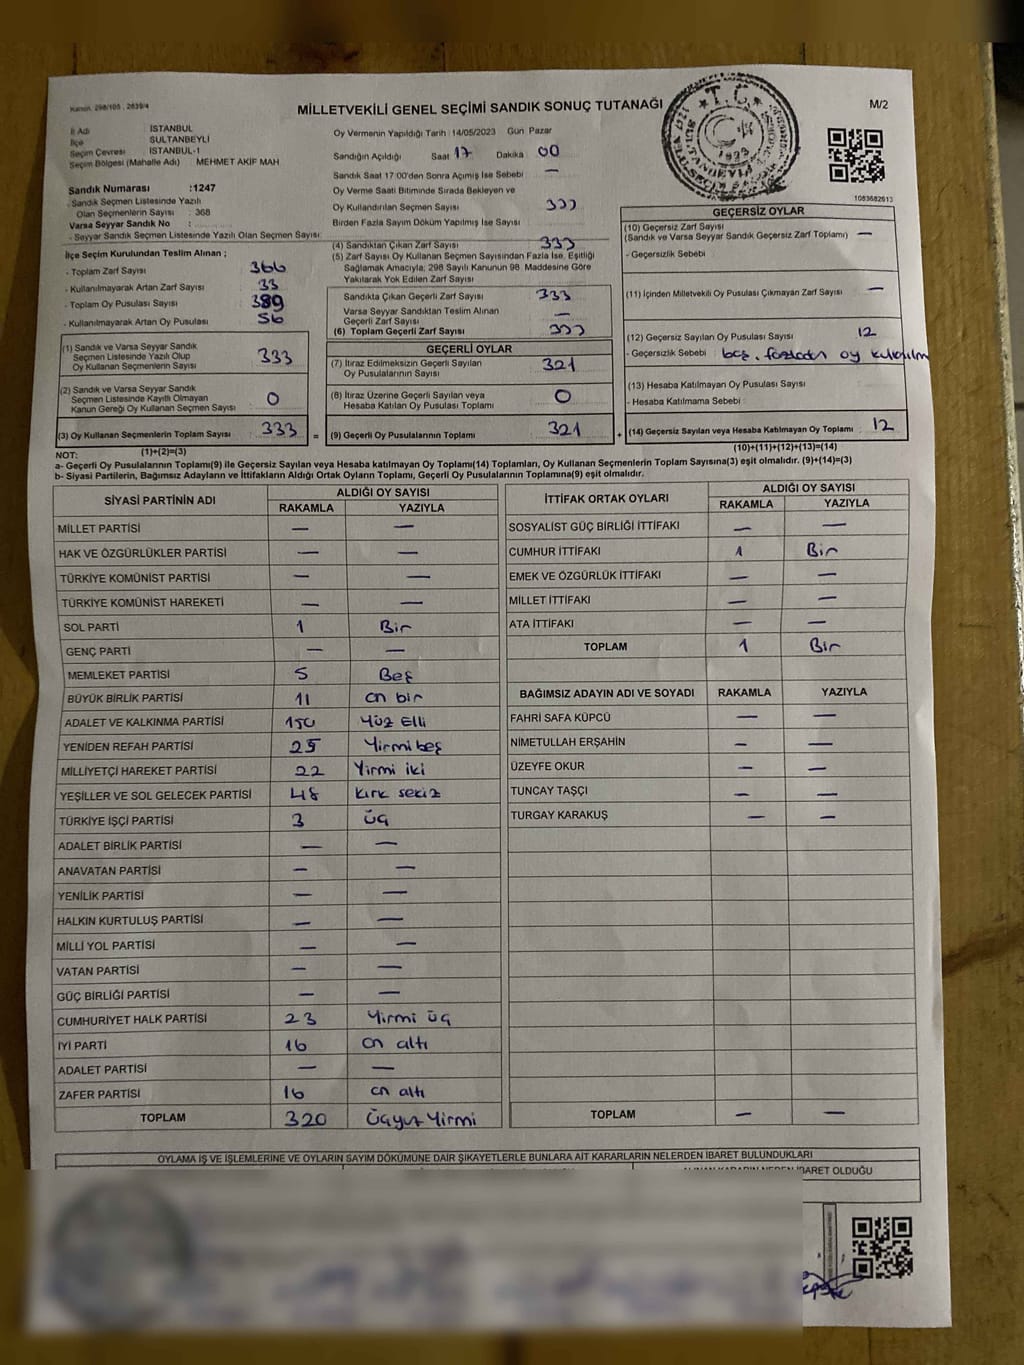 Kanun. 298/105 , 2839/4
MİLLETVEKİLİ GENEL SEÇİMİ SANDIK SONUÇ TUTANAĞI
M/2
İl Adı İSTANBUL
İlçe SULTANBEYLİ
Seçim Çevresi İSTANBUL-1
Seçim Bölgesi (Mahalle Adı) MEHMET AKİF MAH
Sandık Numarası :1247
- Sandık Seçmen Listesinde Yazılı
Olan Seçmenlerin Sayısı : 368
Varsa Seyyar Sandık No :
- Seyyar Sandık Seçmen Listesinde Yazılı Olan Seçmen Sayısı
İlçe Seçim Kurulundan Teslim Alınan ;
- Toplam Zarf Sayısı 366
- Kullanılmayarak Artan Zarf Sayısı 33
- Toplam Oy Pusulası Sayısı 389
- Kullanılmayarak Artan Oy Pusulası 56
(1) Sandık ve Varsa Seyyar Sandık
Seçmen Listesinde Yazılı Olup
Oy Kullanan Seçmenlerin Sayısı 333
(2) Sandık ve Varsa Seyyar Sandık
Seçmen Listesinde Kayıtlı Olmayan
Kanun Gereği Oy Kullanan Seçmen Sayısı 0
(3) Oy Kullanan Seçmenlerin Toplam Sayısı 333 =
Oy Vermenin Yapıldığı Tarih : 14/05/2023 Gün Pazar
Sandığın Açıldığı Saat 17 Dakika 00
Sandık Saat 17:00'den Sonra Açımış İse Sebebi —
Oy Verme Saati Bitiminde Sırada Bekleyen ve
Oy Kullandırılan Seçmen Sayısı 333
Birden Fazla Sayım Döküm Yapılmış İse Sayısı
(4) Sandıktan Çıkan Zarf Sayısı 333
(5) Zarf Sayısı Oy Kullanan Seçmen Sayısından Fazla İse, Eşitliği
Sağlamak Amacıyla; 298 Sayılı Kanunun 98. Maddesine Göre
Yakılarak Yok Edilen Zarf Sayısı
Sandıkta Çıkan Geçerli Zarf Sayısı 333
Varsa Seyyar Sandıktan Teslim Alınan
Geçerli Zarf Sayısı —
(6) Toplam Geçerli Zarf Sayısı 333
GEÇERLİ OYLAR
(7) İtiraz Edilmeksizin Geçerli Sayılan
Oy Pusulalarının Sayısı 321
(8) İtiraz Üzerine Geçerli Sayılan veya
Hesaba Katılan Oy Pusulası Toplamı 0
(9) Geçerli Oy Pusulalarının Toplamı 321 +
1083682613
GEÇERSİZ OYLAR
(10) Geçersiz Zarf Sayısı
(Sandık ve Varsa Seyyar Sandık Geçersiz Zarf Toplamı) —
- Geçersizlik Sebebi
(11) İçinden Milletvekili Oy Pusulası Çıkmayan Zarf Sayısı —
(12) Geçersiz Sayılan Oy Pusulası Sayısı 12
- Geçersizlik Sebebi : boş, fazladan oy
(13) Hesaba Katılmayan Oy Pusulası Sayısı
- Hesaba Katılmama Sebebi
(14) Geçersiz Sayılan veya Hesaba Katılmayan Oy Toplamı 12
NOT: (1)+(2)=(3) (10)+(11)+(12)+(13)=(14)
a- Geçerli Oy Pusulalarının Toplamı(9) ile Geçersiz Sayılan veya Hesaba katılmayan Oy Toplamı(14) Toplamları, Oy Kullanan Seçmenlerin Toplam Sayısına(3) eşit olmalıdır. (9)+(14)=(3)
b- Siyasi Partilerin, Bağımsız Adayların ve İttifakların Aldığı Ortak Oyların Toplamı, Geçerli Oy Pusulalarının Toplamına(9) eşit olmalıdır.
SİYASİ PARTİNİN ADI ALDIĞI OY SAYISI
RAKAMLA YAZIYLA
MİLLET PARTİSİ — —
HAK VE ÖZGÜRLÜKLER PARTİSİ — —
TÜRKİYE KOMÜNİST PARTİSİ — —
TÜRKİYE KOMÜNİST HAREKETİ — —
SOL PARTİ 1 Bir
GENÇ PARTİ — —
MEMLEKET PARTİSİ 5 Beş
BÜYÜK BİRLİK PARTİSİ 11 on bir
ADALET VE KALKINMA PARTİSİ 150 Yüz Elli
YENİDEN REFAH PARTİSİ 25 Yirmi beş
MİLLİYETÇİ HAREKET PARTİSİ 22 Yirmi iki
YEŞİLLER VE SOL GELECEK PARTİSİ 48 Kırk sekiz
TÜRKİYE İŞÇİ PARTİSİ 3 üç
ADALET BİRLİK PARTİSİ — —
ANAVATAN PARTİSİ — —
YENİLİK PARTİSİ — —
HALKIN KURTULUŞ PARTİSİ — —
MİLLİ YOL PARTİSİ — —
VATAN PARTİSİ — —
GÜÇ BİRLİĞİ PARTİSİ — —
CUMHURİYET HALK PARTİSİ 23 Yirmi üç
İYİ PARTİ 16 on altı
ADALET PARTİSİ — —
ZAFER PARTİSİ 16 on altı
TOPLAM 320 üçyüz Yirmi
İTTİFAK ORTAK OYLARI ALDIĞI OY SAYISI
RAKAMLA YAZIYLA
SOSYALİST GÜÇ BİRLİĞİ İTTİFAKI — —
CUMHUR İTTİFAKI 1 Bir
EMEK VE ÖZGÜRLÜK İTTİFAKI — —
MİLLET İTTİFAKI — —
ATA İTTİFAKI — —
TOPLAM 1 Bir
BAĞIMSIZ ADAYIN ADI VE SOYADI RAKAMLA YAZIYLA
FAHRİ SAFA KÜPCÜ — —
NİMETULLAH ERŞAHİN — —
ÜZEYFE OKUR — —
TUNCAY TAŞÇI — —
TURGAY KARAKUŞ — —
TOPLAM — —
OYLAMA İŞ VE İŞLEMLERİNE VE OYLARIN SAYIM DÖKÜMÜNE DAİR ŞİKAYETLERLE BUNLARA AİT KARARLARIN NELERDEN İBARET BULUNDUKLARI
ALINAN KARARIN NEDEN İBARET OLDUĞU